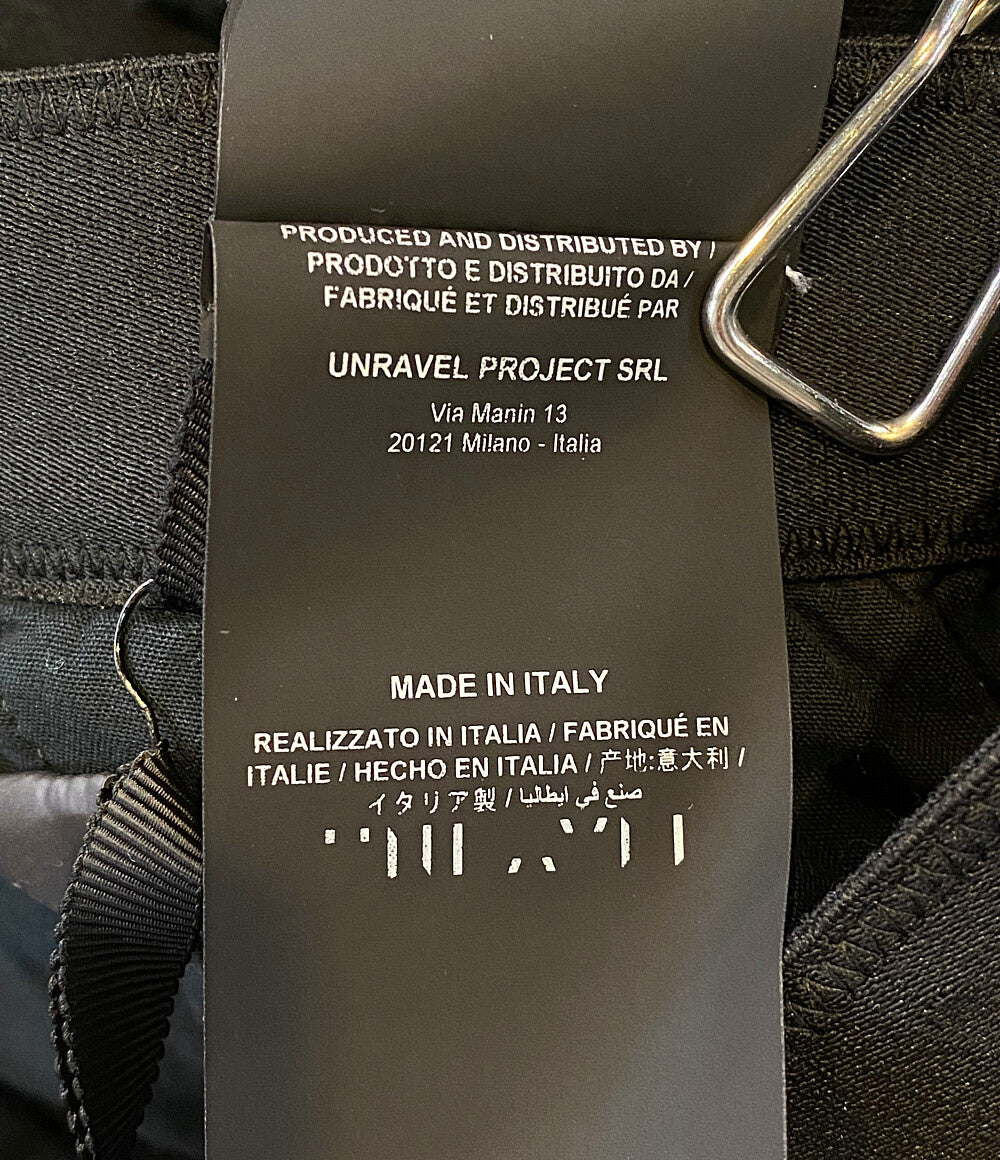 PRODUCED AND DISTRIBUTED BY /
PRODOTTO E DISTRIBUITO DA /
FABRIQUÉ ET DISTRIBUÉ PAR
UNRAVEL PROJECT SRL
Via Manin 13
20121 Milano - Italia
MADE IN ITALY
REALIZZATO IN ITALIA / FABRIQUÉ EN
ITALIE / HECHO EN ITALIA / 产地:意大利 /
イタリア製 / صنع في ايطاليا